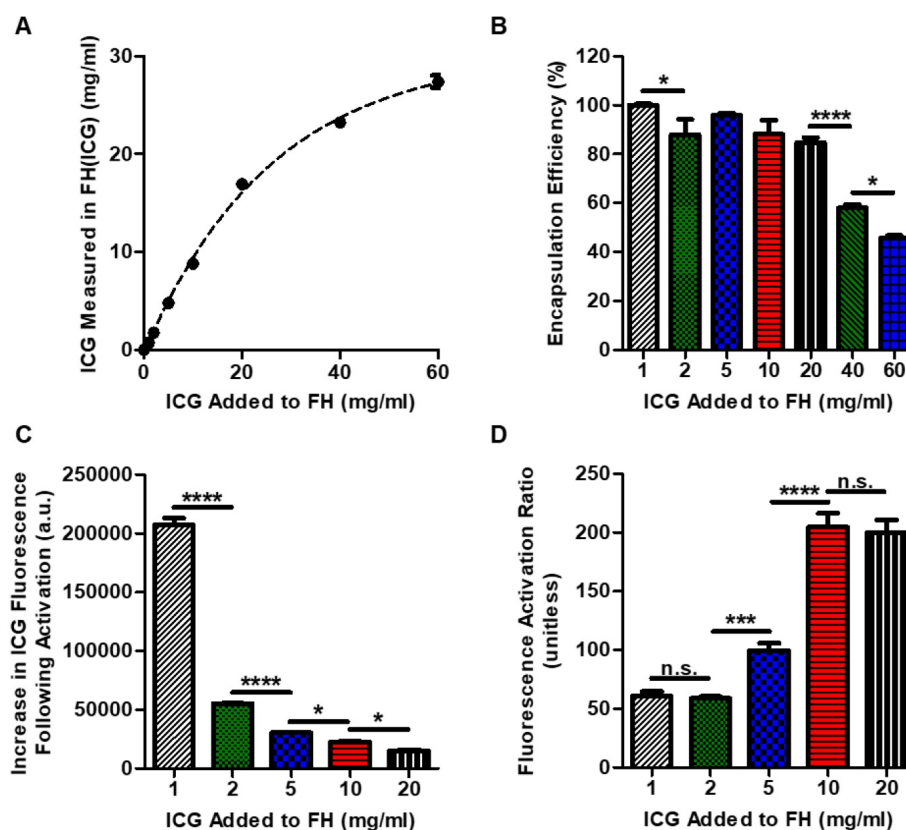 A
ICG Measured in FH(ICG) (mg/ml)
30
20
10
0
0 20 40 60
ICG Added to FH (mg/ml)
B
Encapsulation Efficiency (%)
120
100
80
60
40
20
0
*
****
*
1 2 5 10 20 40 60
ICG Added to FH (mg/ml)
C
Increase in ICG Fluorescence
Following Activation (a.u.)
250000
200000
150000
100000
50000
0
****
****
*
*
1 2 5 10 20
ICG Added to FH (mg/ml)
D
Fluorescence Activation Ratio
(unitless)
250
200
150
100
50
0
n.s.
***
****
n.s.
1 2 5 10 20
ICG Added to FH (mg/ml)